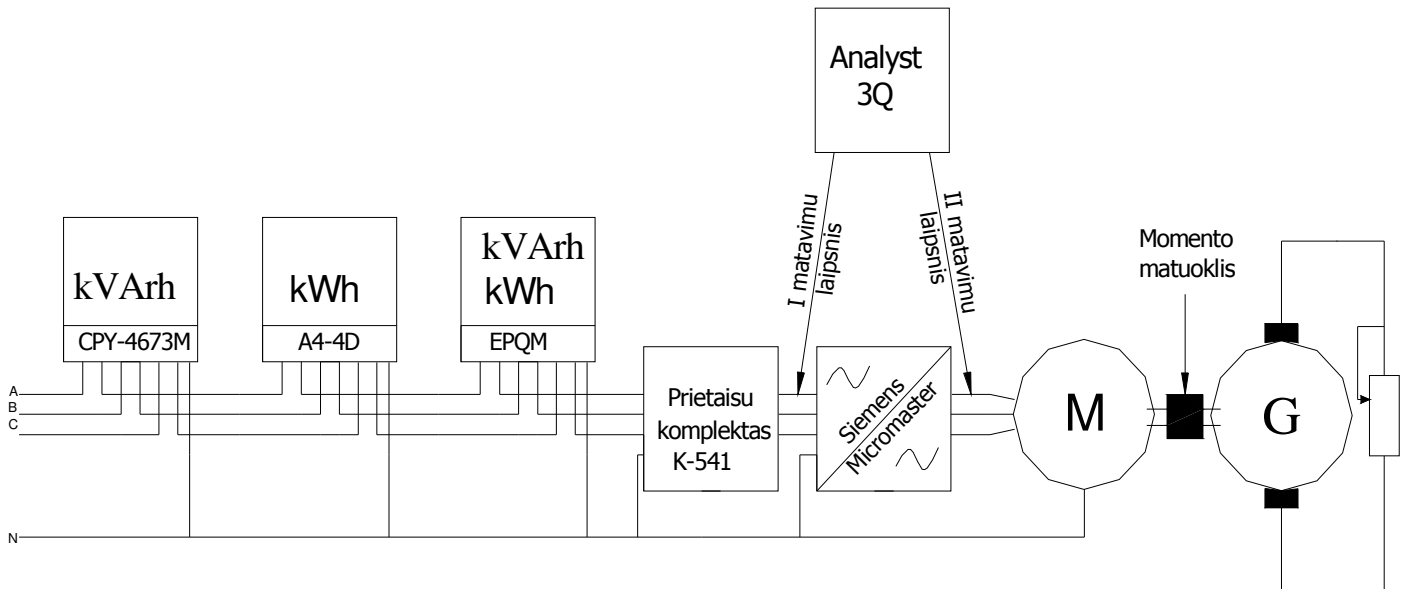 Analyst
3Q
I matavimu
laipsnis
II matavimu
laipsnis
Momento
matuoklis
kVArh
CPY-4673M
kWh
A4-4D
kVArh
kWh
EPQM
A
B
C
N
Prietaisu
komplektas
K-541
Siemens
Micromaster
M
G